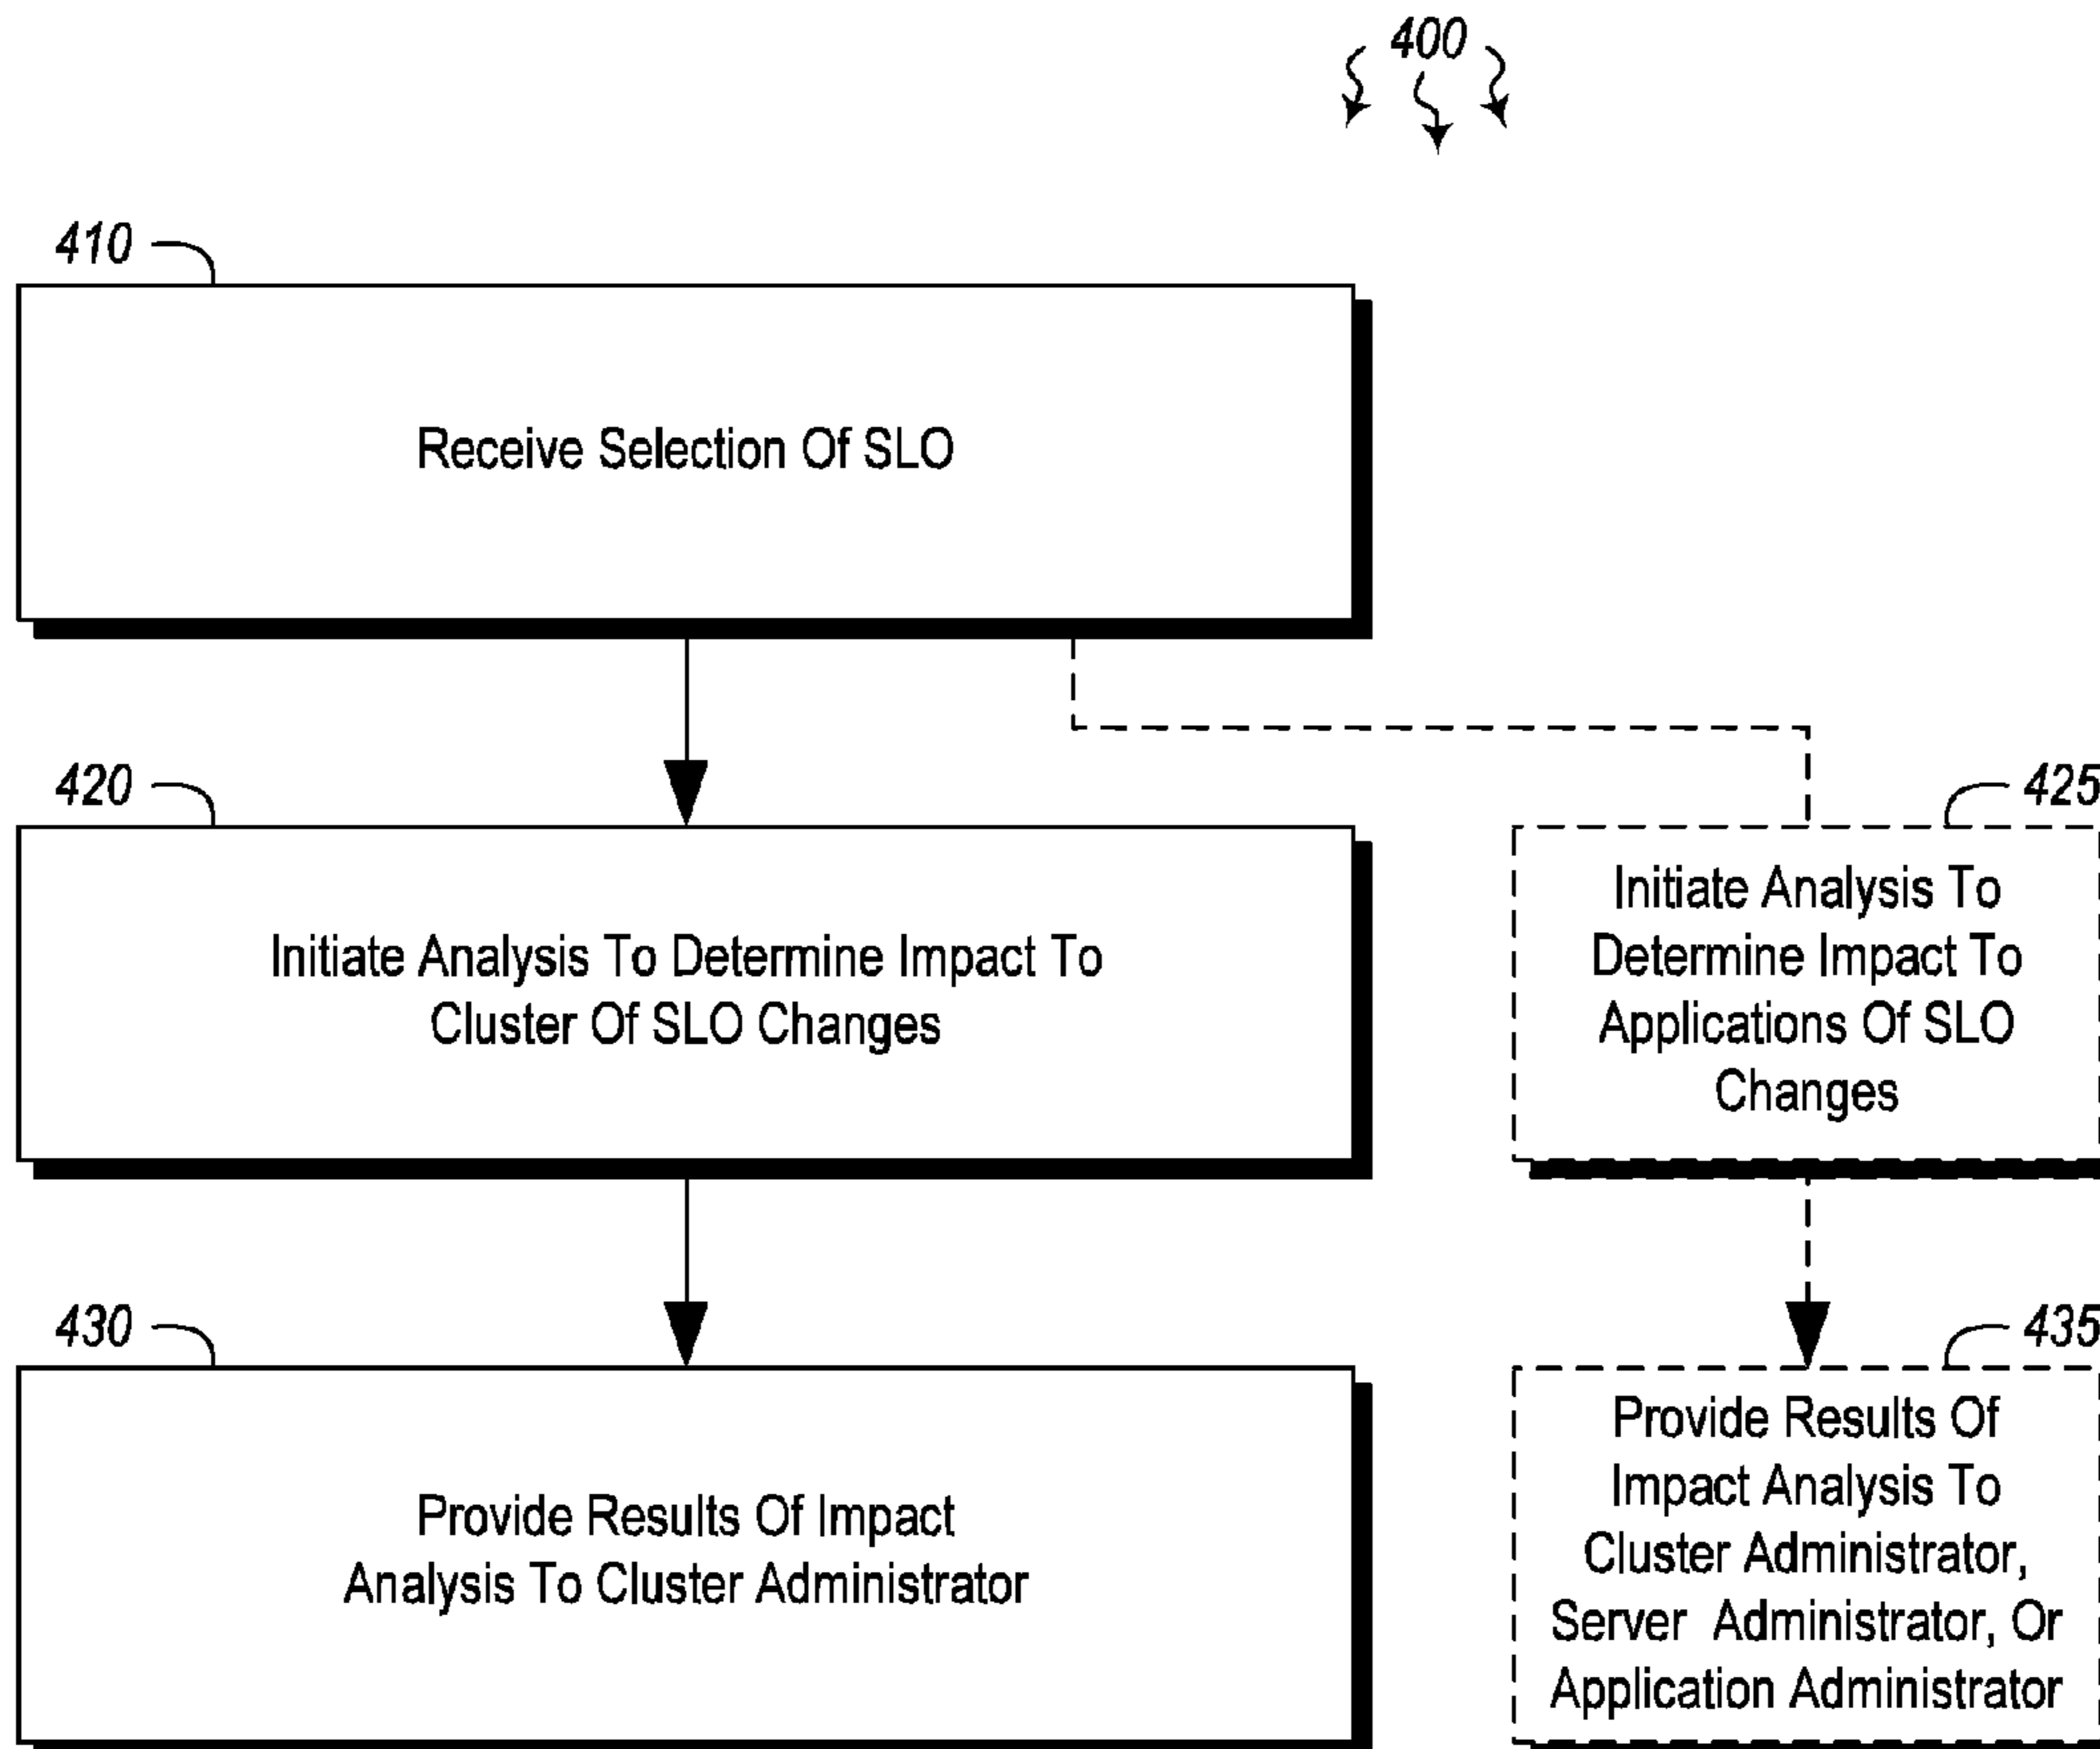 400
410
Receive Selection Of SLO
420
Initiate Analysis To Determine Impact To
Cluster Of SLO Changes
425
Initiate Analysis To
Determine Impact To
Applications Of SLO
Changes
430
Provide Results Of Impact
Analysis To Cluster Administrator
435
Provide Results Of
Impact Analysis To
Cluster Administrator,
Server Administrator, Or
Application Administrator